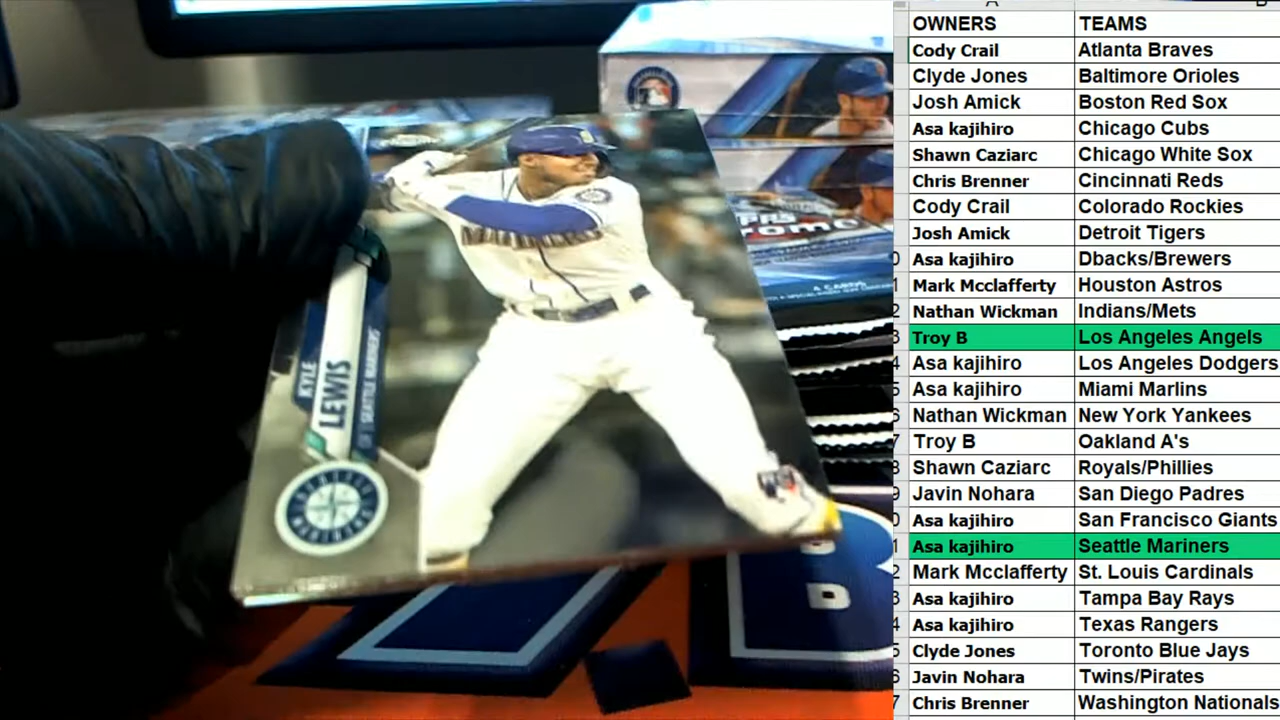 KYLE
LEWIS
OF | SEATTLE MARINERS
OWNERS TEAMS
Cody Crail Atlanta Braves
Clyde Jones Baltimore Orioles
Josh Amick Boston Red Sox
Asa kajihiro Chicago Cubs
Shawn Caziarc Chicago White Sox
Chris Brenner Cincinnati Reds
Cody Crail Colorado Rockies
Josh Amick Detroit Tigers
Asa kajihiro Dbacks/Brewers
Mark Mcclafferty Houston Astros
Nathan Wickman Indians/Mets
Troy B Los Angeles Angels
Asa kajihiro Los Angeles Dodgers
Asa kajihiro Miami Marlins
Nathan Wickman New York Yankees
Troy B Oakland A's
Shawn Caziarc Royals/Phillies
Javin Nohara San Diego Padres
Asa kajihiro San Francisco Giants
Asa kajihiro Seattle Mariners
Mark Mcclafferty St. Louis Cardinals
Asa kajihiro Tampa Bay Rays
Asa kajihiro Texas Rangers
Clyde Jones Toronto Blue Jays
Javin Nohara Twins/Pirates
Chris Brenner Washington Nationals